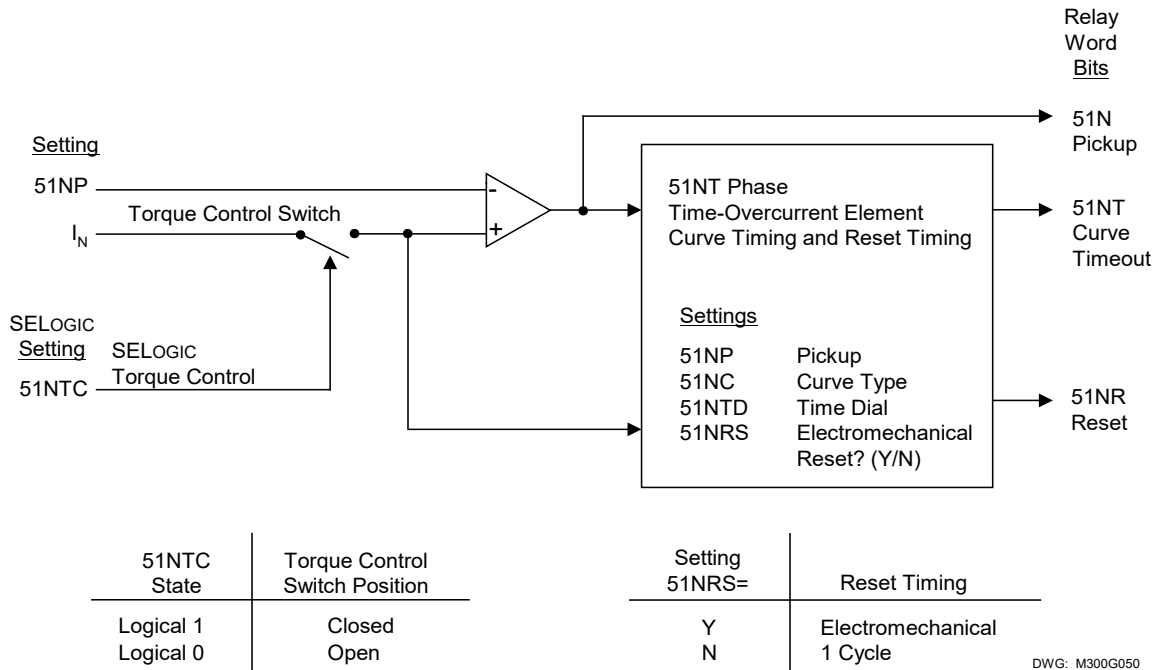 Relay
Word
Bits
51N
Pickup
Setting
51NP
-
Torque Control Switch
IN
+
51NT Phase
Time-Overcurrent Element
Curve Timing and Reset Timing
51NT
Curve
Timeout
SELOGIC
Setting
51NTC
SELOGIC
Torque Control
Settings
51NP Pickup
51NC Curve Type
51NTD Time Dial
51NRS Electromechanical
Reset? (Y/N)
51NR
Reset
51NTC
State
Torque Control
Switch Position
Logical 1 Closed
Logical 0 Open
Setting
51NRS=
Reset Timing
Y Electromechanical
N 1 Cycle
DWG: M300G050